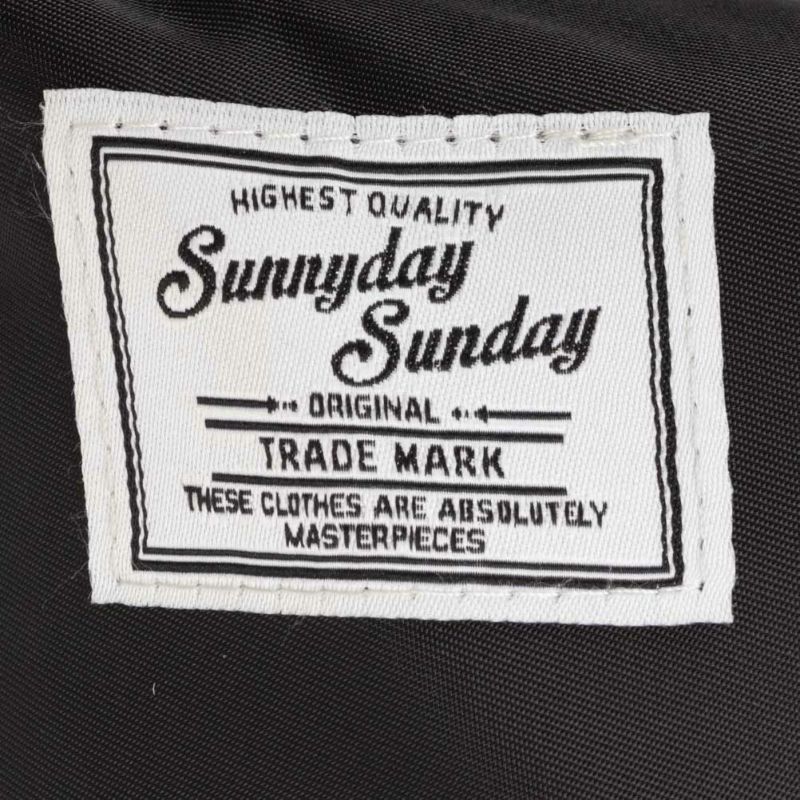 HIGHEST QUALITY
Sunnyday
Sunday
ORIGINAL
TRADE MARK
THESE CLOTHES ARE ABSOLUTELY
MASTERPIECES